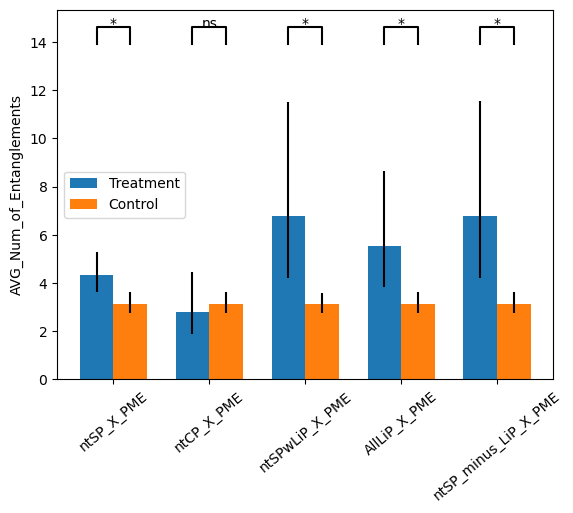 * ns * * *
14
12
10
8
6
4
2
0
AVG_Num_of_Entanglements
Treatment
Control
ntSP_X_PME
ntCP_X_PME
ntSPwLiP_X_PME
AllLiP_X_PME
ntSP_minus_LiP_X_PME